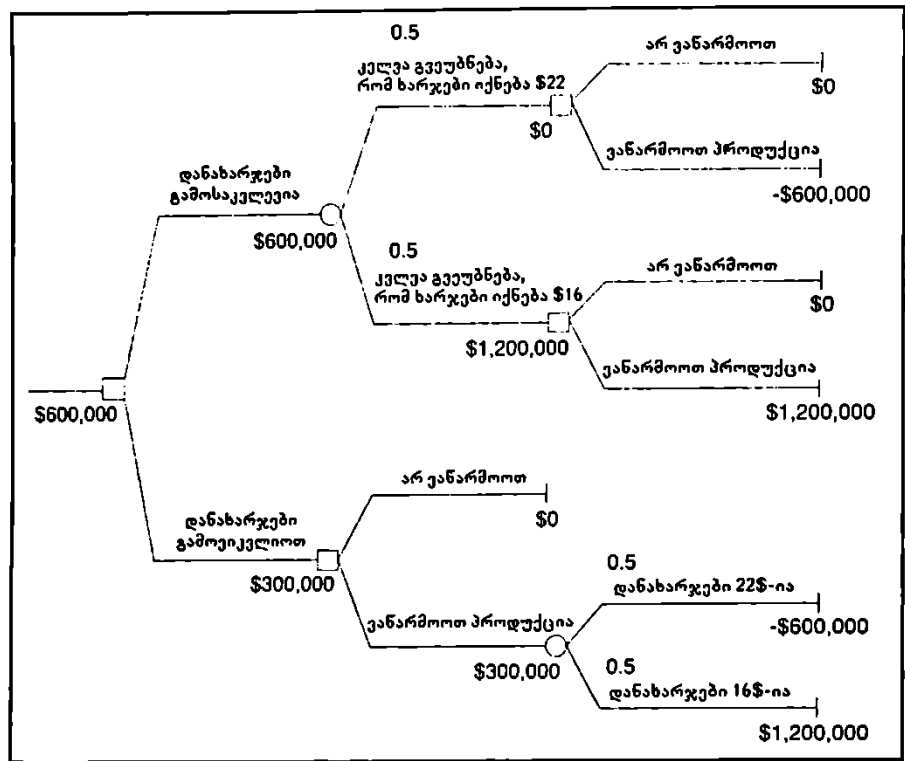 0.5
კვლვა გვეუბნება,
რომ ხარჯები იქნება $22
$0
არ ვაწარმოოთ
$0
ვაწარმოოთ პროდუქცია
-$600,000
დანახარჯები
გამოსაკვლევია
$600,000
0.5
კვლვა გვეუბნება,
რომ ხარჯები იქნება $16
$1,200,000
არ ვაწარმოოთ
$0
ვაწარმოოთ პროდუქცია
$1,200,000
$600,000
დანახარჯები
გამოვიკვლიოთ
$300,000
არ ვაწარმოოთ
$0
ვაწარმოოთ პროდუქცია
$300,000
0.5
დანახარჯები 22$-ია
-$600,000
0.5
დანახარჯები 16$-ია
$1,200,000